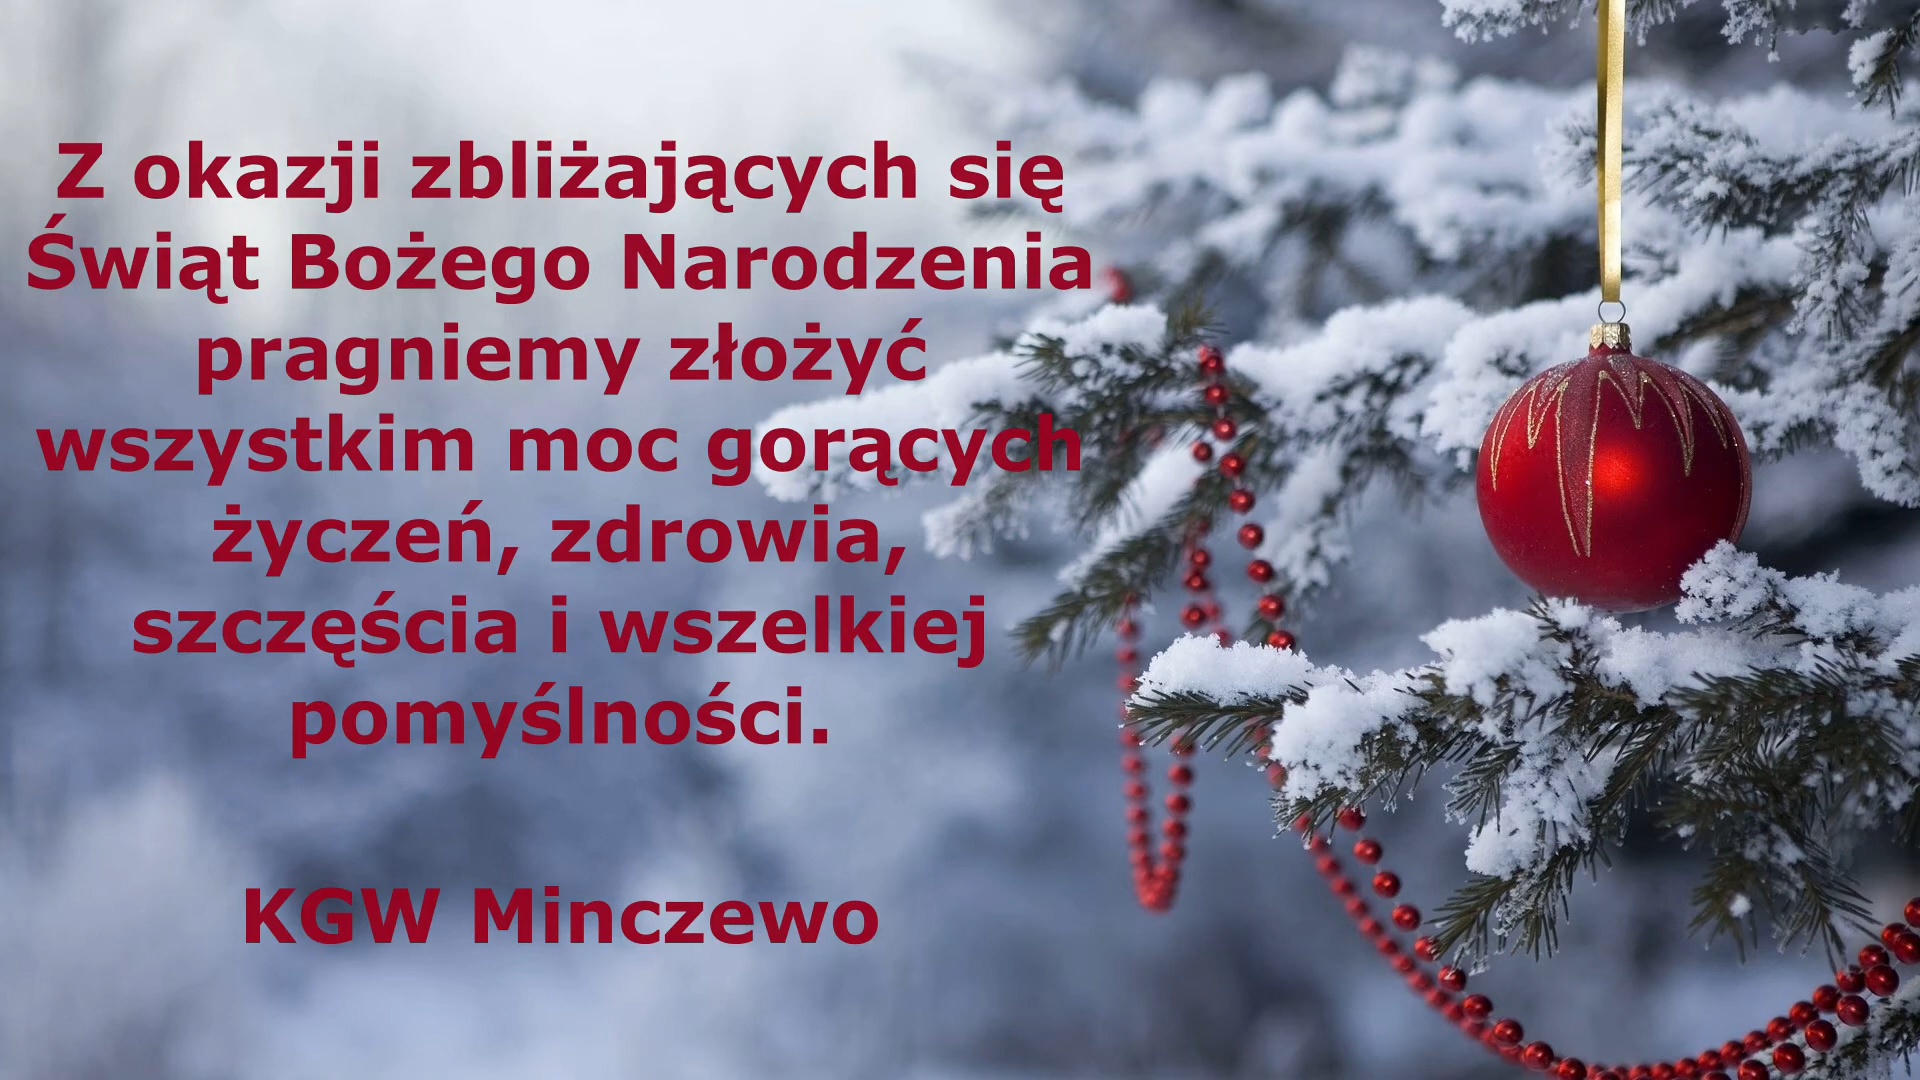 Z okazji zbliżających się
Świąt Bożego Narodzenia
pragniemy złożyć
wszystkim moc gorących
życzeń, zdrowia,
szczęścia i wszelkiej
pomyślności.
KGW Minczewo